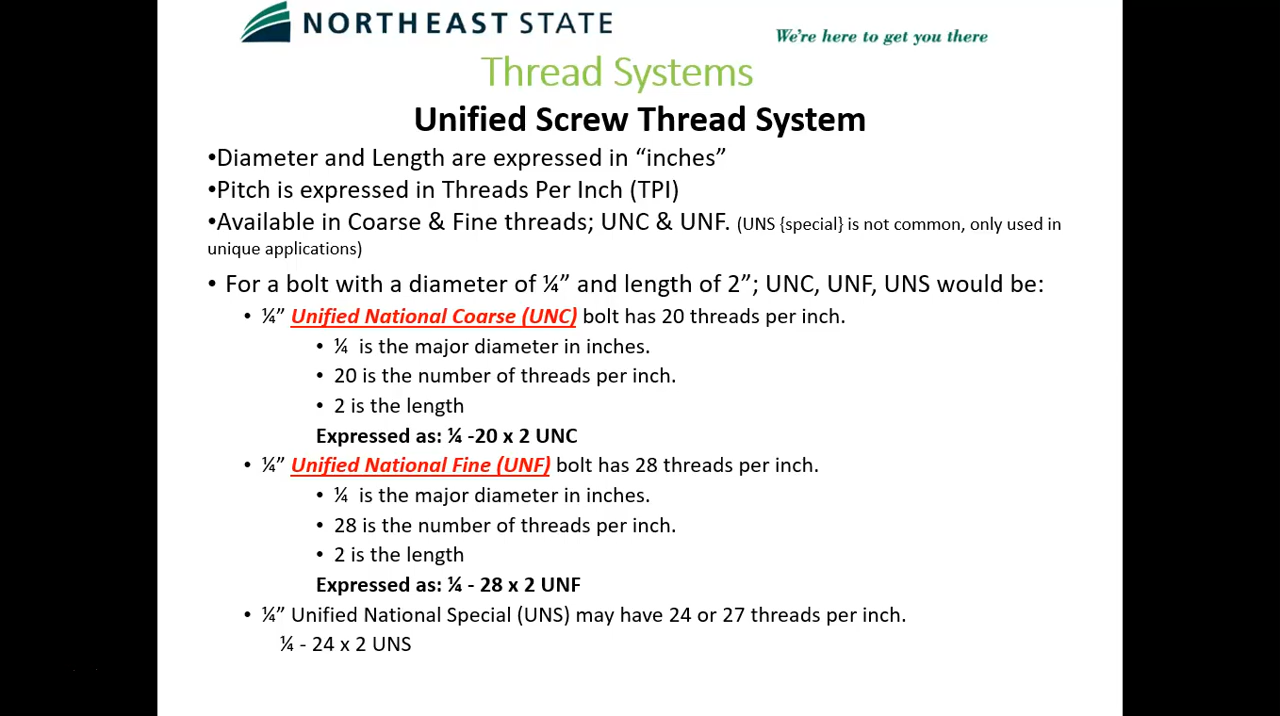 NORTHEAST STATE
We're here to get you there
Thread Systems
Unified Screw Thread System
•Diameter and Length are expressed in “inches”
•Pitch is expressed in Threads Per Inch (TPI)
•Available in Coarse & Fine threads; UNC & UNF. (UNS {special} is not common, only used in
unique applications)
• For a bolt with a diameter of ¼” and length of 2”; UNC, UNF, UNS would be:
• ¼” Unified National Coarse (UNC) bolt has 20 threads per inch.
• ¼ is the major diameter in inches.
• 20 is the number of threads per inch.
• 2 is the length
Expressed as: ¼ -20 x 2 UNC
• ¼” Unified National Fine (UNF) bolt has 28 threads per inch.
• ¼ is the major diameter in inches.
• 28 is the number of threads per inch.
• 2 is the length
Expressed as: ¼ - 28 x 2 UNF
• ¼” Unified National Special (UNS) may have 24 or 27 threads per inch.
¼ - 24 x 2 UNS